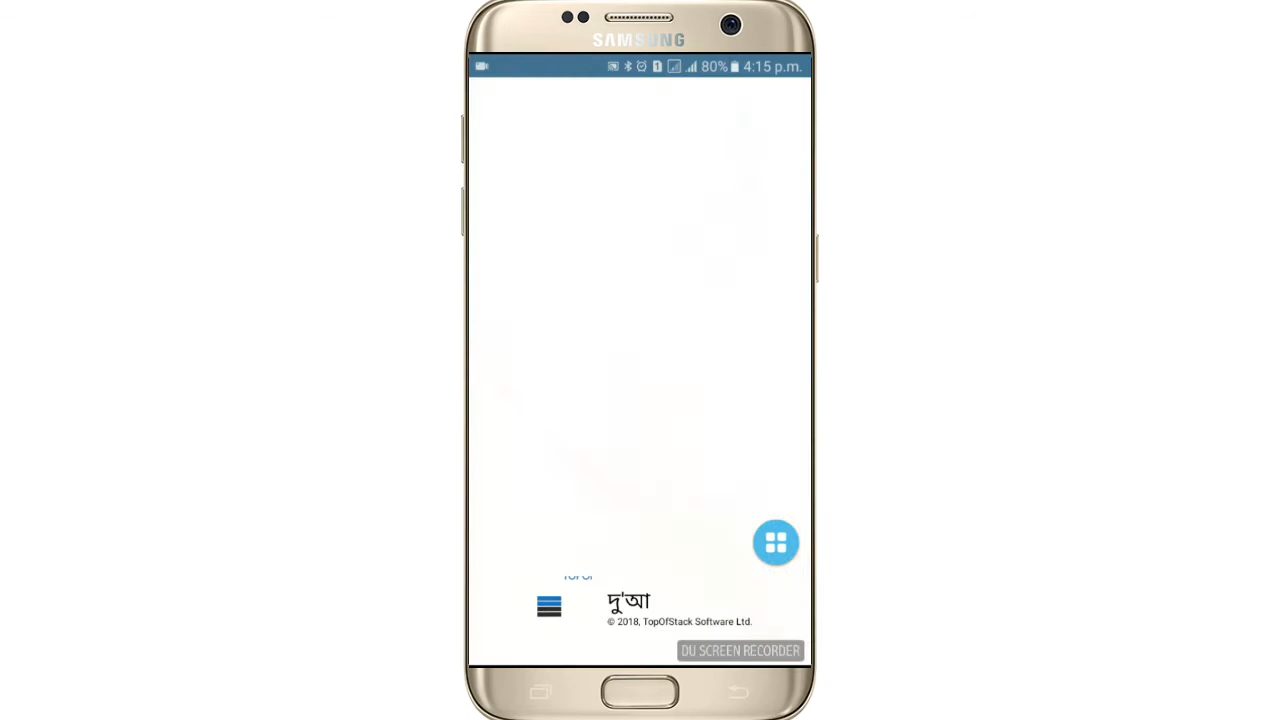 SAMSUNG
80% 4:15 p.m.
দু'আ
© 2018, TopOfStack Software Ltd.
DU SCREEN RECORDER